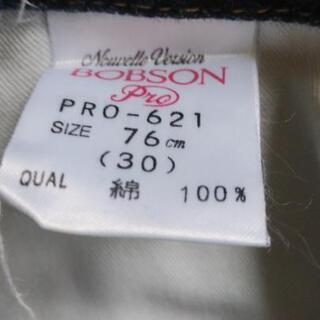 Nouvelle Version
BOBSON
Pro
PRO-621
SIZE 76cm
(30)
QUAL 綿 100%